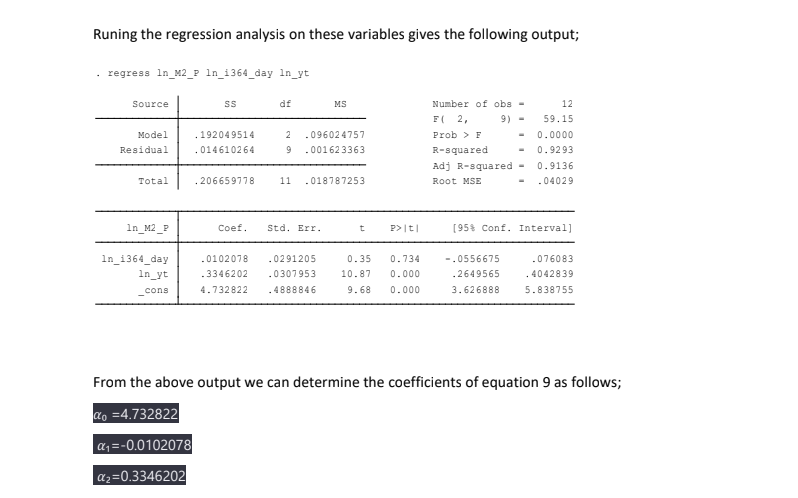 Runing the regression analysis on these variables gives the following output;
. regress ln_M2_P ln_i364_day ln_yt
Source | SS df MS Number of obs = 12
F( 2, 9) = 59.15
Model | .192049514 2 .096024757 Prob > F = 0.0000
Residual | .014610264 9 .001623363 R-squared = 0.9293
Adj R-squared = 0.9136
Total | .206659778 11 .018787253 Root MSE = .04029
ln_M2_P | Coef. Std. Err. t P>|t| [95% Conf. Interval]
ln_i364_day | .0102078 .0291205 0.35 0.734 -.0556675 .076083
ln_yt | .3346202 .0307953 10.87 0.000 .2649565 .4042839
_cons | 4.732822 .4888846 9.68 0.000 3.626888 5.838755
From the above output we can determine the coefficients of equation 9 as follows;
α₀ =4.732822
α₁=-0.0102078
α₂=0.3346202